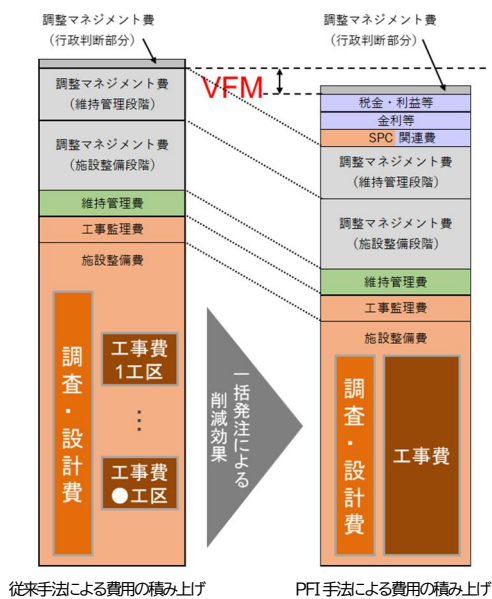 調整マネジメント費
(行政判断部分)
調整マネジメント費
(維持管理段階)
調整マネジメント費
(施設整備段階)
維持管理費
工事監理費
施設整備費
調査・設計費
工事費
1工区
⋮
工事費
●工区
従来手法による費用の積み上げ
VFM
一括発注による
削減効果
調整マネジメント費
(行政判断部分)
税金・利益等
金利等
SPC 関連費
調整マネジメント費
(維持管理段階)
調整マネジメント費
(施設整備段階)
維持管理費
工事監理費
施設整備費
調査・設計費
工事費
PFI 手法による費用の積み上げ